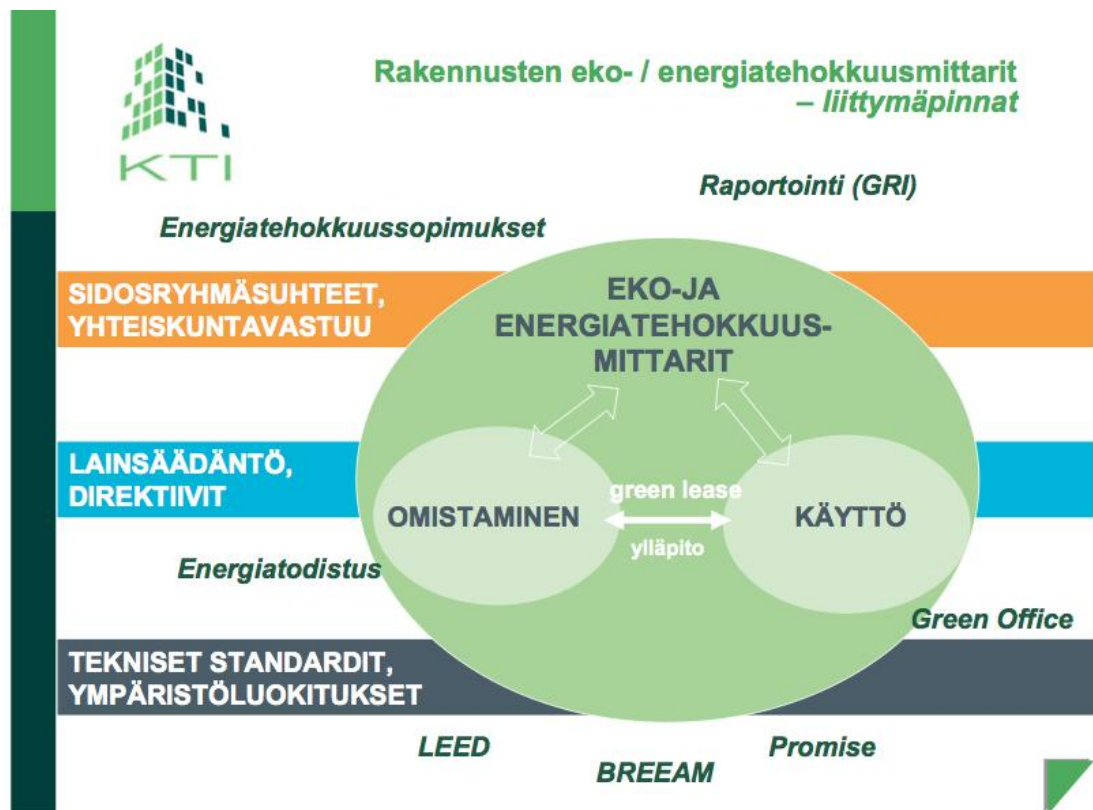 Rakennusten eko- / energiatehokkuusmittarit
– liittymäpinnat
KTI
Raportointi (GRI)
Energiatehokkuussopimukset
SIDOSRYHMÄSUHTEET,
YHTEISKUNTAVASTUU
EKO-JA
ENERGIATEHOKKUUS-
MITTARIT
LAINSÄÄDÄNTÖ,
DIREKTIIVIT
green lease
OMISTAMINEN
KÄYTTÖ
ylläpito
Energiatodistus
Green Office
TEKNISET STANDARDIT,
YMPÄRISTÖLUOKITUKSET
LEED
Promise
BREEAM